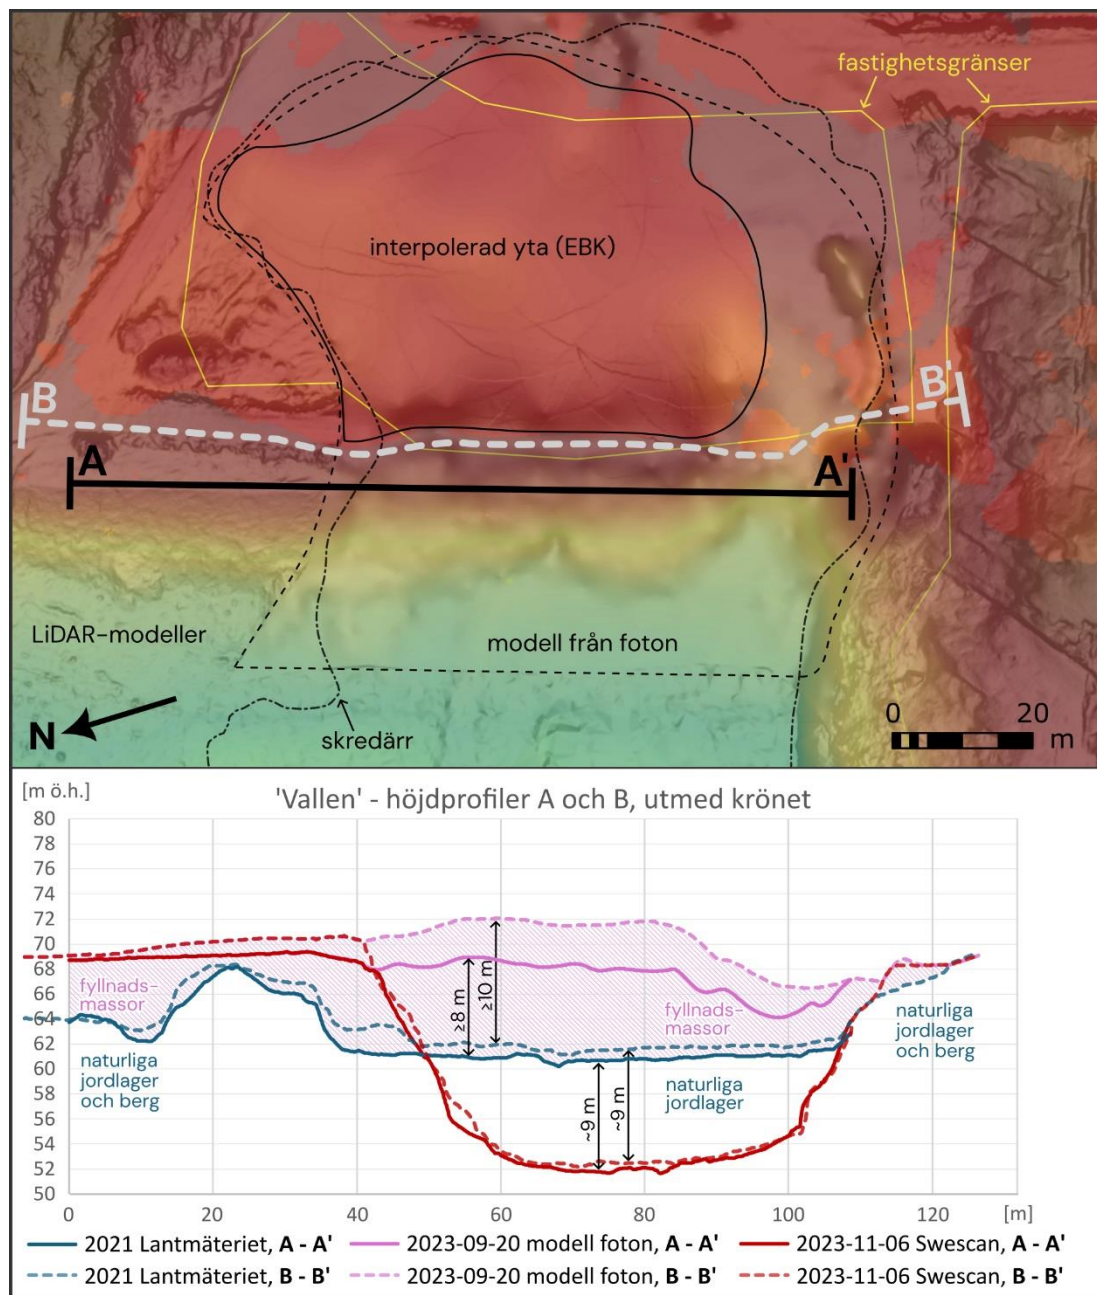 fastighetsgränser
interpolerad yta (EBK)
B
B'
A
A'
LiDAR-modeller
modell från foton
N
skredärr
0 20
m
[m ö.h.]
'Vallen' - höjdprofiler A och B, utmed krönet
80
78
76
74
72
70
68
66
64
62
60
58
56
54
52
50
fyllnads-
massor
naturliga
jordlager
och berg
≥8 m
≥10 m
fyllnads-
massor
naturliga
jordlager
och berg
~9 m
~9 m
naturliga
jordlager
0 20 40 60 80 100 120 [m]
2021 Lantmäteriet, A - A' 2023-09-20 modell foton, A - A' 2023-11-06 Swescan, A - A'
2021 Lantmäteriet, B - B' 2023-09-20 modell foton, B - B' 2023-11-06 Swescan, B - B'